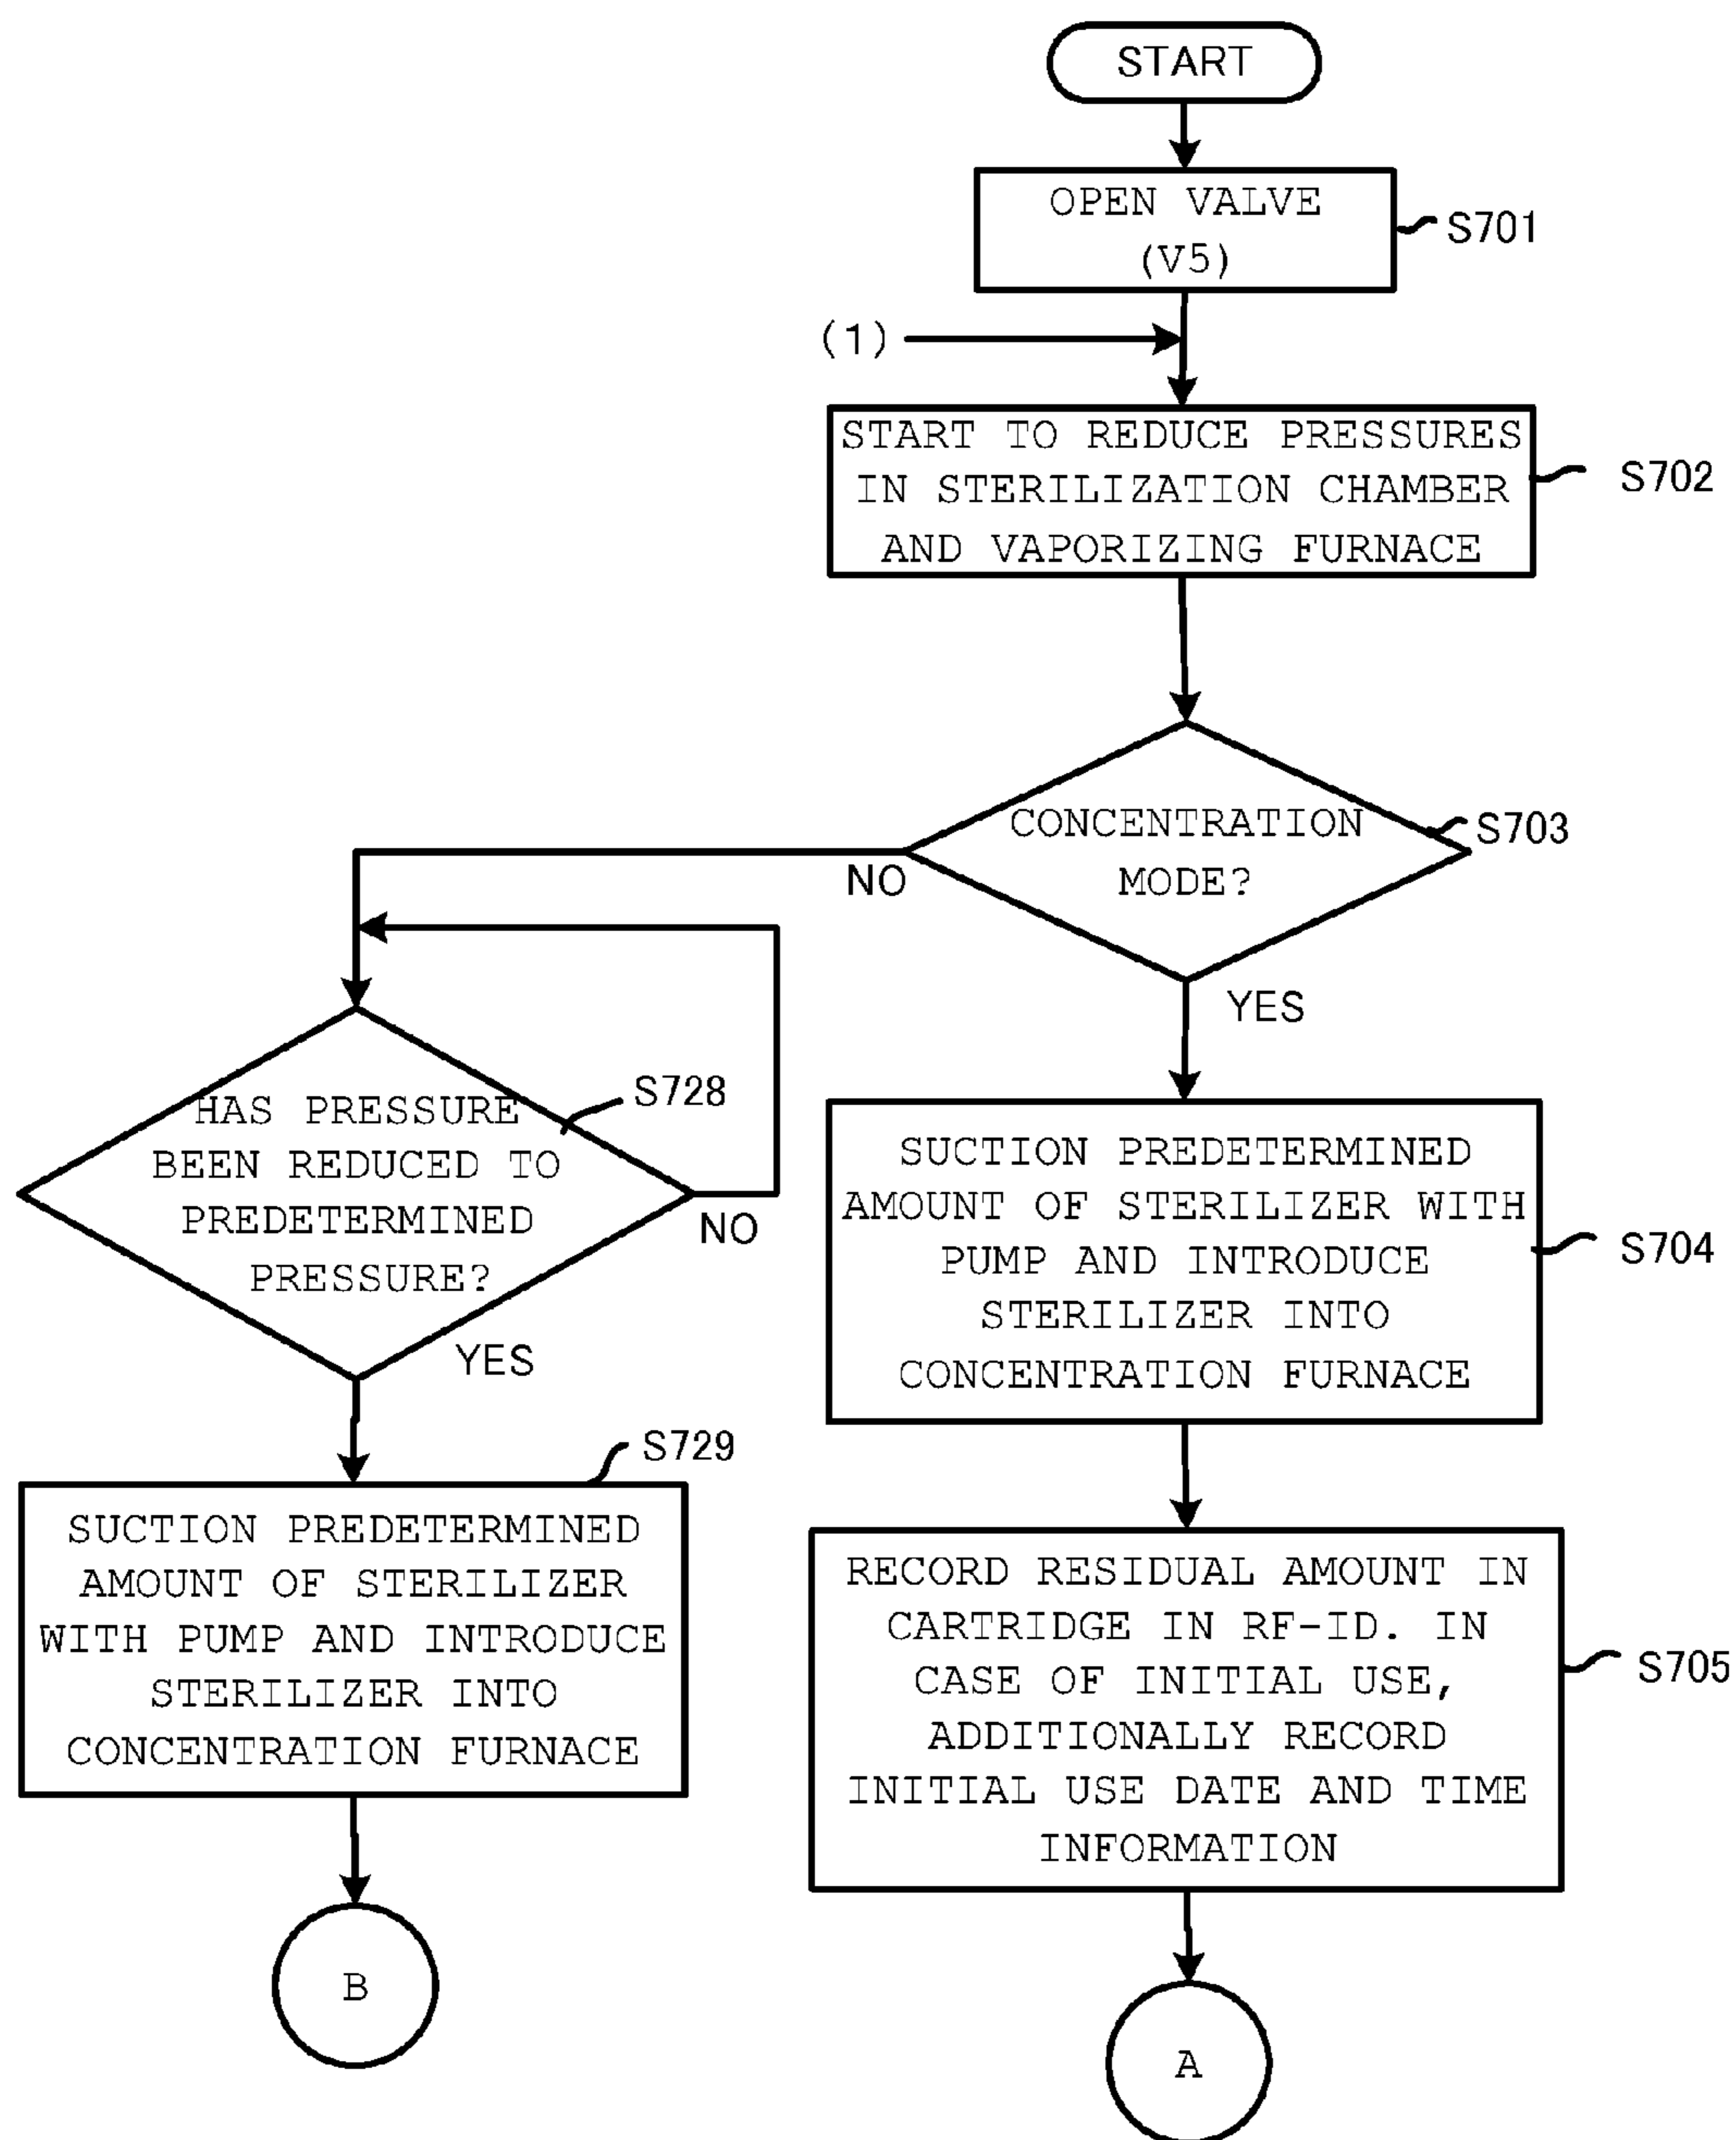 START
OPEN VALVE
(V5)
S701
(1)
START TO REDUCE PRESSURES
IN STERILIZATION CHAMBER
AND VAPORIZING FURNACE
S702
CONCENTRATION
MODE?
S703
NO
YES
HAS PRESSURE
BEEN REDUCED TO
PREDETERMINED
PRESSURE?
S728
NO
YES
SUCTION PREDETERMINED
AMOUNT OF STERILIZER WITH
PUMP AND INTRODUCE
STERILIZER INTO
CONCENTRATION FURNACE
S704
S729
SUCTION PREDETERMINED
AMOUNT OF STERILIZER
WITH PUMP AND INTRODUCE
STERILIZER INTO
CONCENTRATION FURNACE
RECORD RESIDUAL AMOUNT IN
CARTRIDGE IN RF-ID. IN
CASE OF INITIAL USE,
ADDITIONALLY RECORD
INITIAL USE DATE AND TIME
INFORMATION
S705
B
A